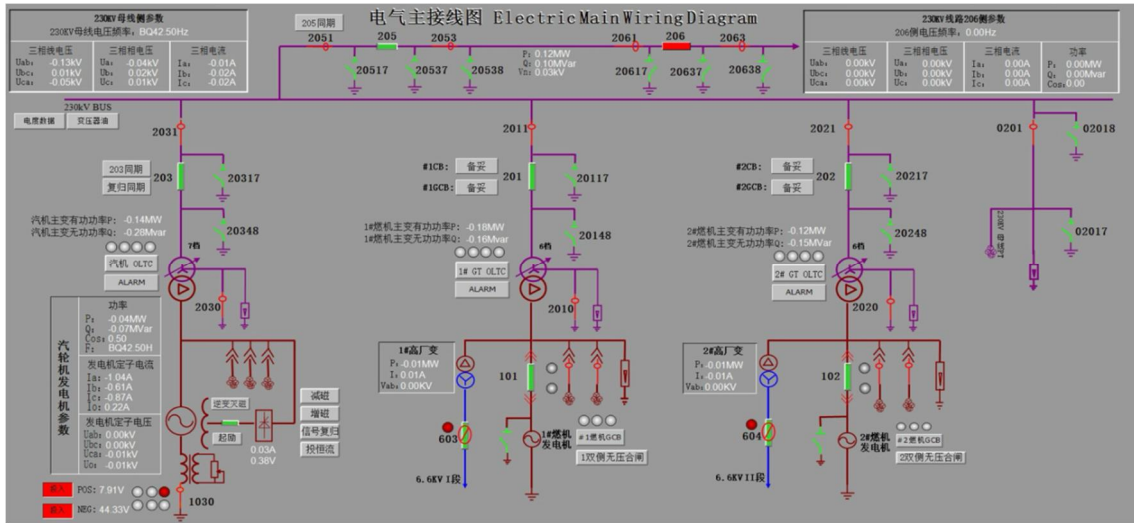 电气主接线图 Electric Main Wiring Diagram
230KV母线侧参数
230KV母线电压频率: BQ42.50Hz
三相线电压 三相相电压 三相电流
Uab: -0.13kV Ua: -0.04kV Ia: -0.01A
Ubc: 0.01kV Ub: 0.02kV Ib: -0.02A
Uca: -0.05kV Uc: 0.01kV Ic: -0.02A
205同期
2051 205 2053 2061 206 2063
P: 0.12MW
Q: 0.10MVar
0.03kV
20517 20537 20538 20617 20637 20638
230KV线路206侧参数
206侧电压频率: 0.00Hz
三相线电压 三相相电压 三相电流 功率
Uab: 0.00kV Ua: 0.00kV Ia: 0.00A P: 0.00MW
Ubc: 0.00kV Ub: 0.00kV Ib: 0.00A Q: 0.00Mvar
Uca: 0.00kV Uc: 0.00kV Ic: 0.00A Cos: 0.00
230kV BUS
电度数据 变压器油
2031 2011 2021 0201 02018
203同期
复归同期
203 20317
#1CB: 备妥
#1GCB: 备妥
201 20117
#2CB: 备妥
#2GCB: 备妥
202 20217
汽机主变有功功率P: -0.14MW
汽机主变无功功率Q: -0.28Mvar
7档
20348
汽机 OLTC
ALARM
2030
1#燃机主变有功功率P: -0.18MW
1#燃机主变无功功率Q: -0.16Mvar
6档
20148
1# GT OLTC
ALARM
2010
2#燃机主变有功功率P: -0.12MW
2#燃机主变无功功率Q: -0.15MVar
6档
20248
2# GT OLTC
ALARM
2020
230KV 母线PT
02017
汽轮机发电机参数
功率
P: -0.04MW
Q: -0.07MVar
Cos: 0.50
F: BQ42.50H
发电机定子电流
Ia: -1.04A
Ib: -0.61A
Ic: -0.87A
Io: 0.22A
发电机定子电压
Uab: 0.00kV
Ubc: 0.00kV
Uca: -0.01kV
Uo: -0.01kV
逆变灭磁
起励
0.03A
0.38V
减磁
增磁
信号复归
投恒流
投入 POS: 7.91V
投入 NEG: 44.33V
1030
1#高厂变
P: -0.01MW
I: 0.01A
Vab: 0.00KV
603
6.6KV I段
101
1#燃机
发电机
#1燃机GCB
1双侧无压合闸
2#高厂变
P: -0.01MW
I: -0.01A
Vab: 0.00KV
604
6.6KV II段
102
2#燃机
发电机
#2燃机GCB
2双侧无压合闸